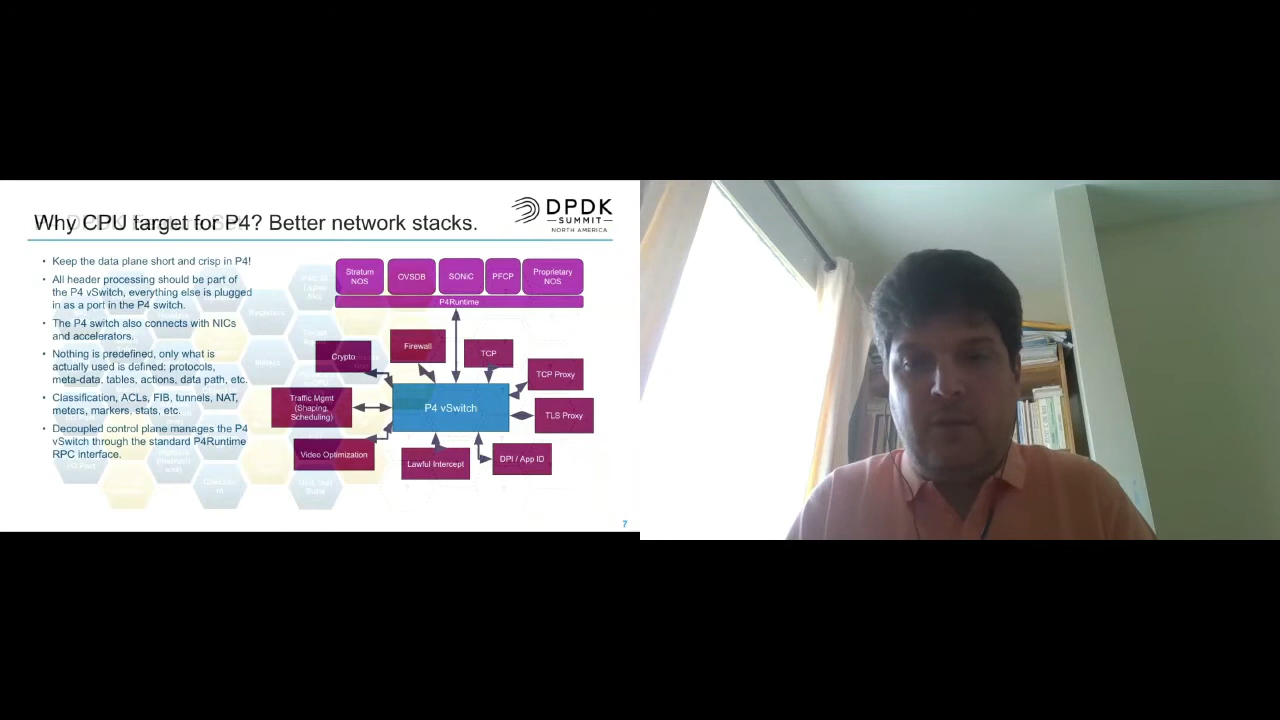 Why CPU target for P4? Better network stacks.
DPDK
SUMMIT
NORTH AMERICA
• Keep the data plane short and crisp in P4!
• All header processing should be part of
the P4 vSwitch, everything else is plugged
in as a port in the P4 switch.
• The P4 switch also connects with NICs
and accelerators.
• Nothing is predefined, only what is
actually used is defined: protocols,
meta-data, tables, actions, data path, etc.
• Classification, ACLs, FIB, tunnels, NAT,
meters, markers, stats, etc.
• Decoupled control plane manages the P4
vSwitch through the standard P4Runtime
RPC interface.
Stratum
NOS
OVSDB
SONiC
PFCP
Proprietary
NOS
P4Runtime
Crypto
Firewall
TCP
TCP Proxy
Traffic Mgmt
(Shaping,
Scheduling)
P4 vSwitch
TLS Proxy
Video Optimization
Lawful Intercept
DPI / App ID
7